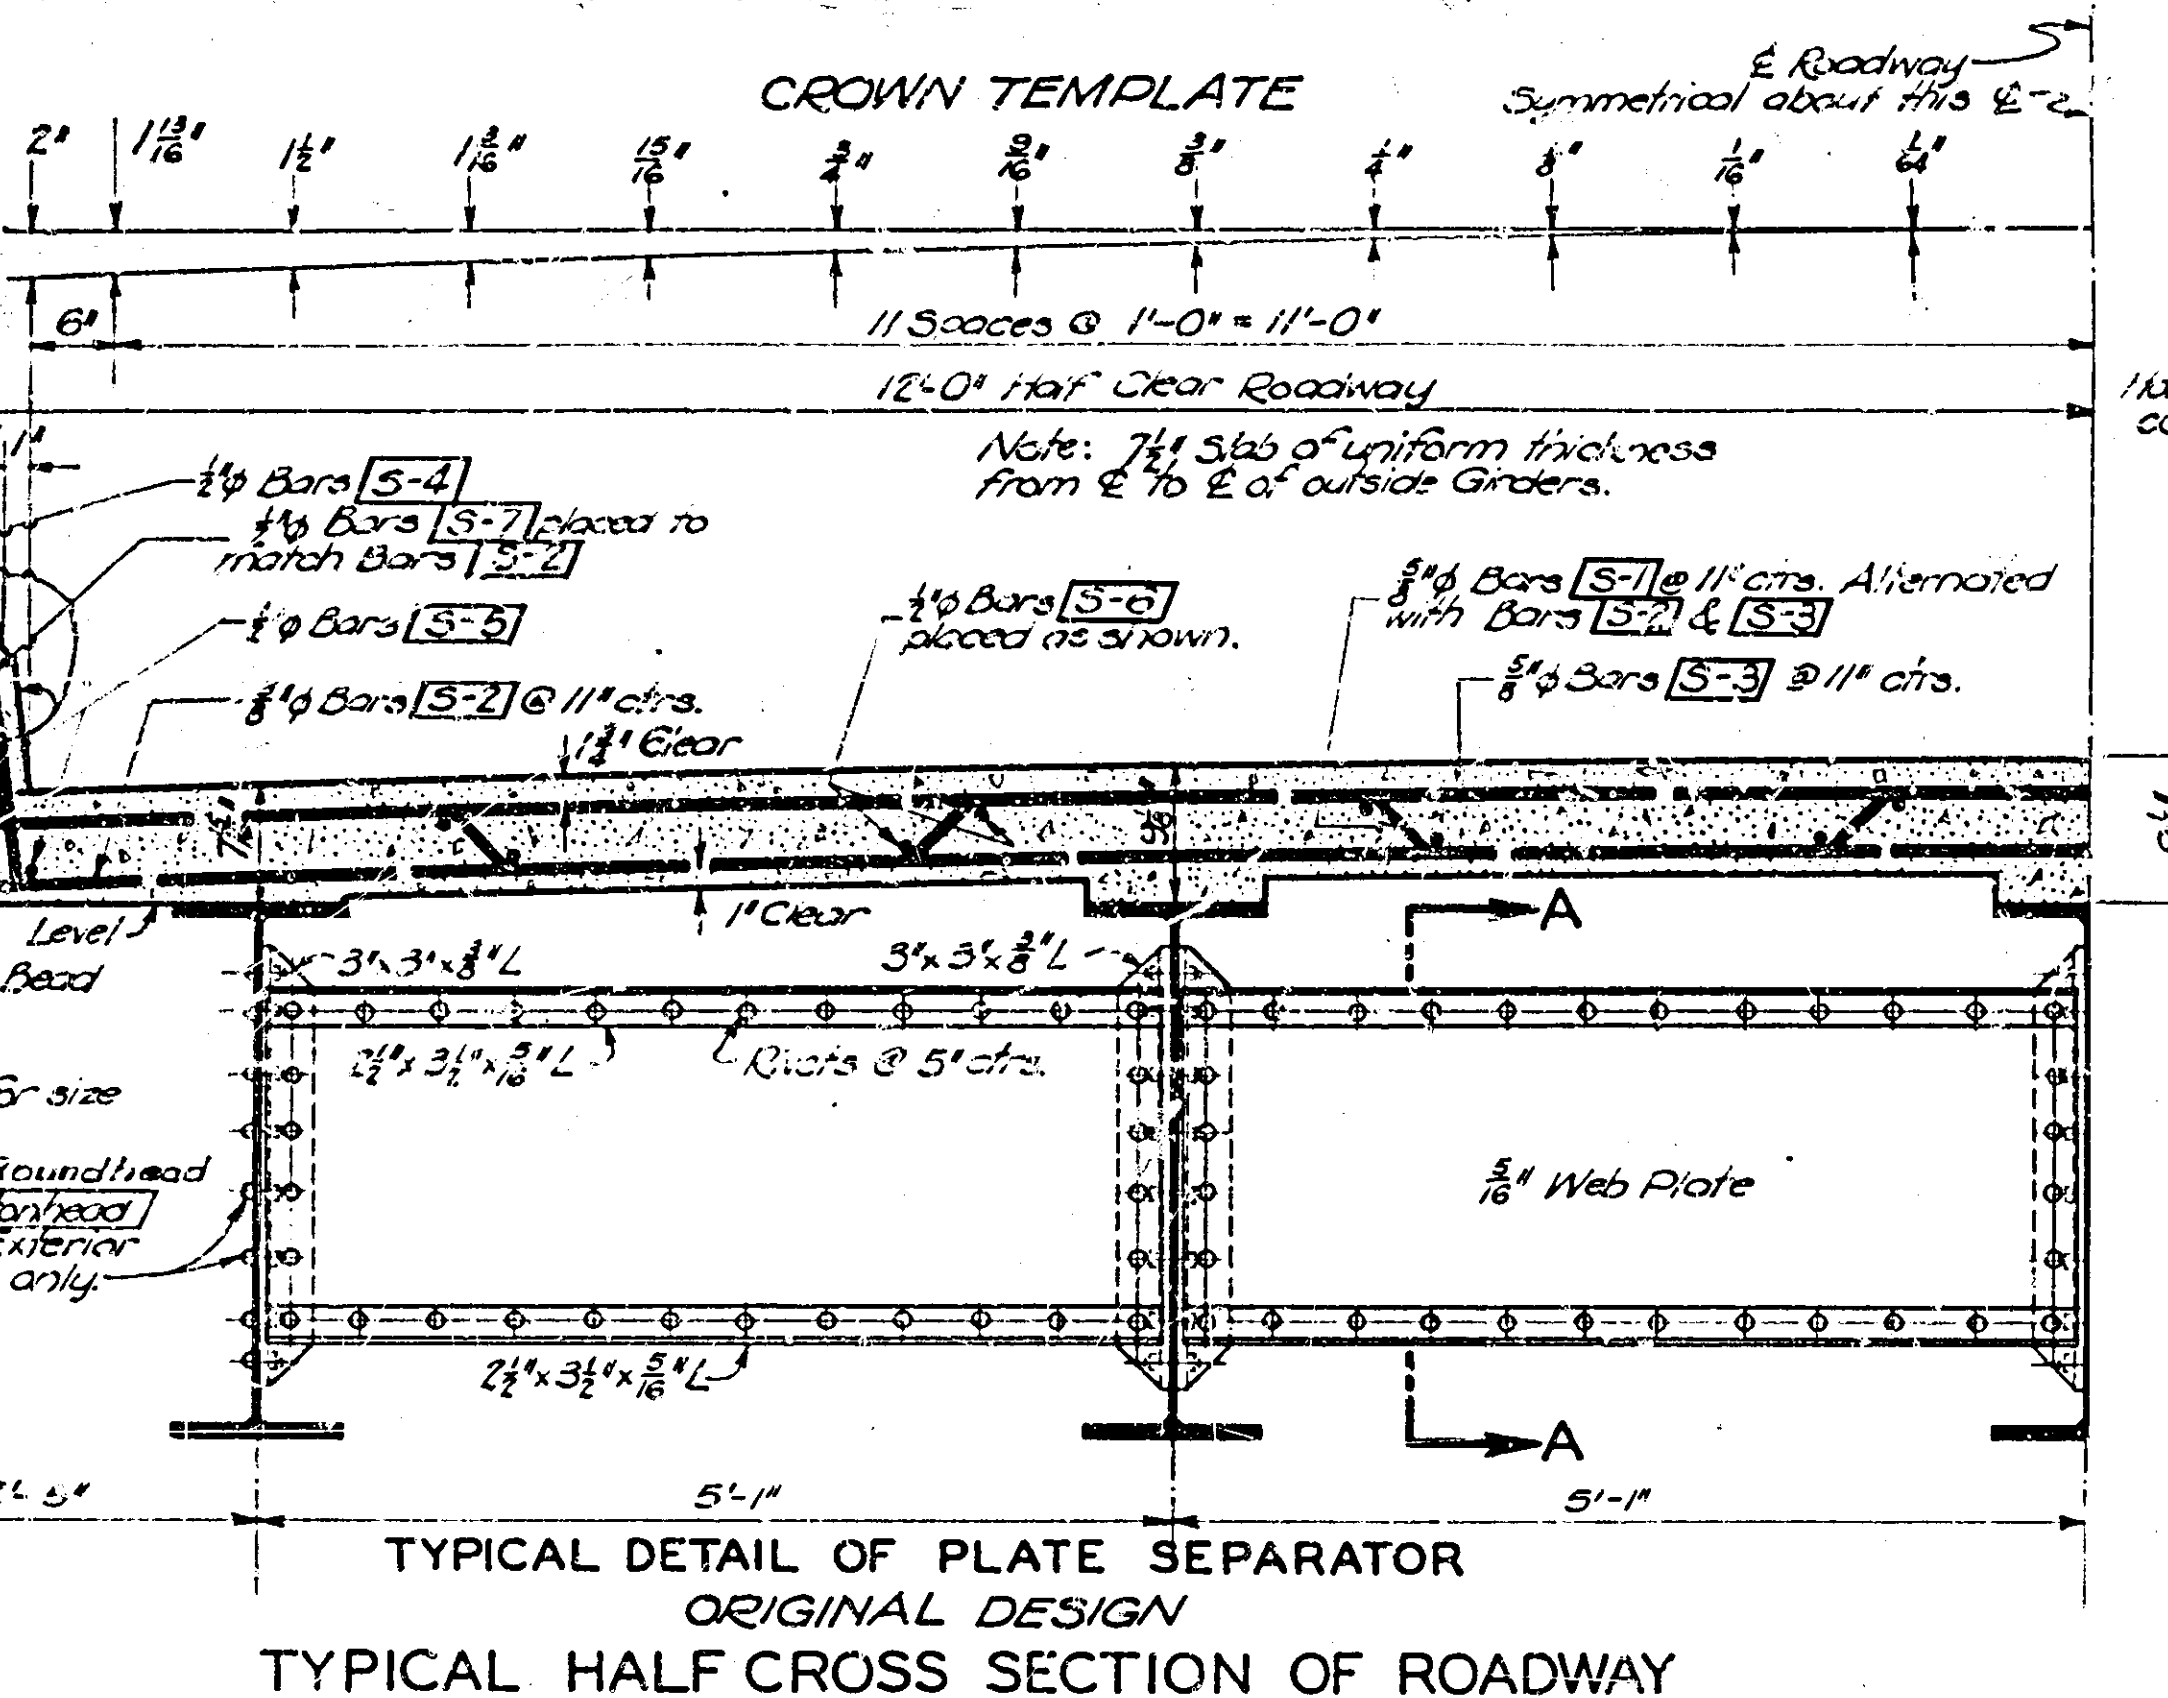 ℄ Roadway
CROWN TEMPLATE
Symmetrical about this ℄
2" 1 13/16" 1 1/2" 1 3/16" 15/16" 3/4" 9/16" 3/8" 1/4" 1/8" 1/16" 1/64"
6"
11 Spaces @ 1'-0" = 11'-0"
12'-0" Half Clear Roadway
1"
Note: 7 1/2" Slab of uniform thickness
from ℄ to ℄ of outside Girders.
1/2"ϕ Bars S-4
1/2"ϕ Bars S-7 placed to
match Bars S-2
1/2"ϕ Bars S-5
1/2"ϕ Bars S-6
placed as shown.
5/8"ϕ Bars S-1 @ 11" ctrs. Alternated
with Bars S-2 & S-3
5/8"ϕ Bars S-3 @ 11" ctrs.
5/8"ϕ Bars S-2 @ 11" ctrs.
1 3/4" Clear
7 1/2"
1" Clear
A
Level
Bead
3"x3"x3/8" L
3"x3"x3/8" L
2 1/2"x3 1/2"x5/16" L
Rivets @ 5" ctrs.
for size
Roundhead
5/16" Web Plate
Exterior
only.
2 1/2"x3 1/2"x5/16" L
A
5'-1"
5'-1"
TYPICAL DETAIL OF PLATE SEPARATOR
ORIGINAL DESIGN
TYPICAL HALF CROSS SECTION OF ROADWAY